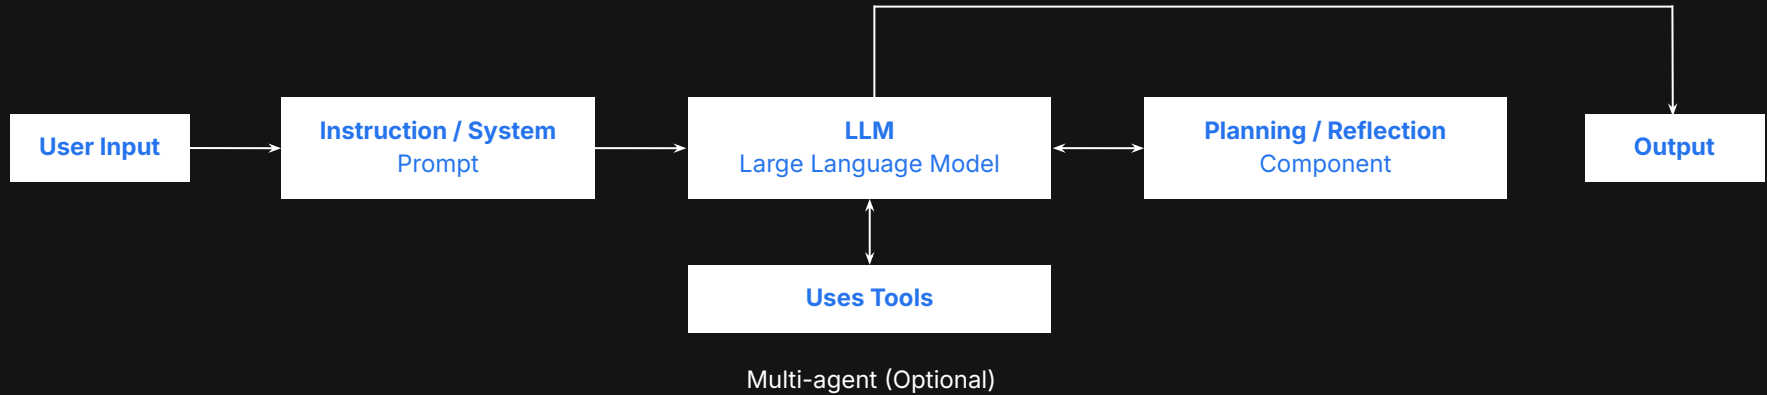 User Input
Instruction / System
Prompt
LLM
Large Language Model
Planning / Reflection
Component
Output
Uses Tools
Multi-agent (Optional)